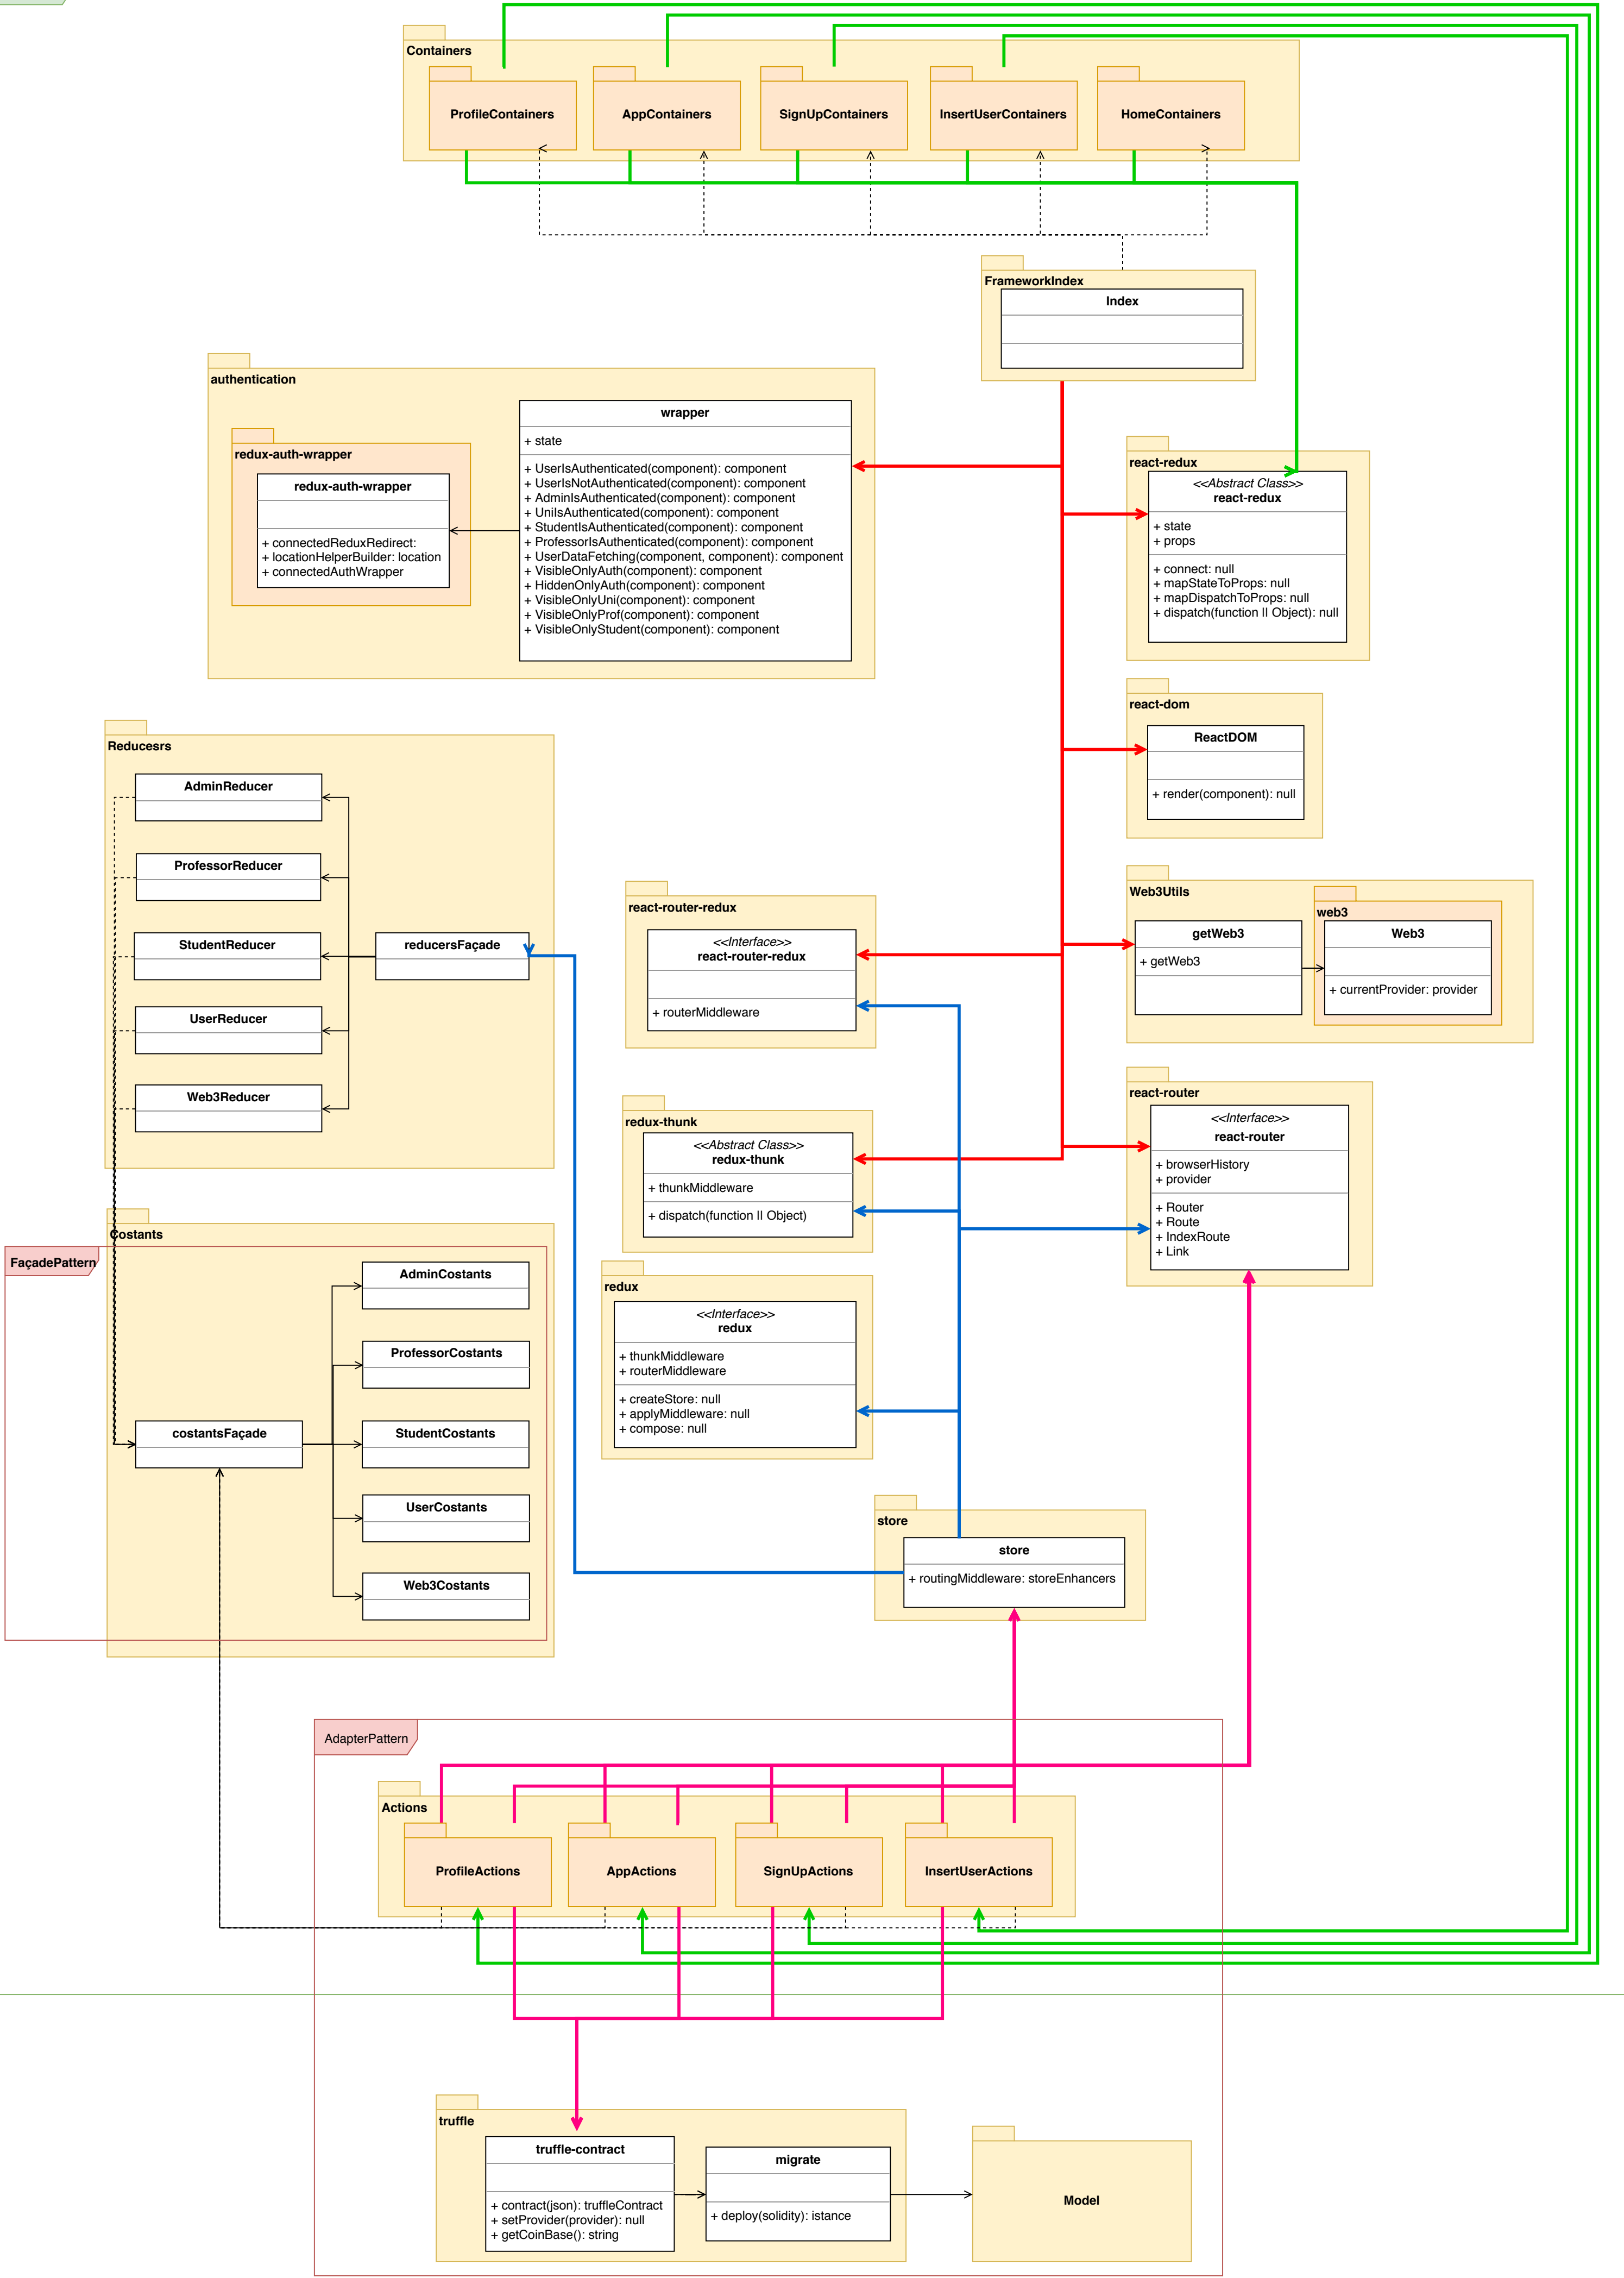 Containers
ProfileContainers
AppContainers
SignUpContainers
InsertUserContainers
HomeContainers
FrameworkIndex
Index
authentication
redux-auth-wrapper
redux-auth-wrapper
+ connectedReduxRedirect:
+ locationHelperBuilder: location
+ connectedAuthWrapper
wrapper
+ state
+ UserIsAuthenticated(component): component
+ UserIsNotAuthenticated(component): component
+ AdminIsAuthenticated(component): component
+ UniIsAuthenticated(component): component
+ StudentIsAuthenticated(component): component
+ ProfessorIsAuthenticated(component): component
+ UserDataFetching(component, component): component
+ VisibleOnlyAuth(component): component
+ HiddenOnlyAuth(component): component
+ VisibleOnlyUni(component): component
+ VisibleOnlyProf(component): component
+ VisibleOnlyStudent(component): component
react-redux
<<Abstract Class>>
react-redux
+ state
+ props
+ connect: null
+ mapStateToProps: null
+ mapDispatchToProps: null
+ dispatch(function || Object): null
react-dom
ReactDOM
+ render(component): null
Reducesrs
AdminReducer
ProfessorReducer
StudentReducer
UserReducer
Web3Reducer
reducersFaçade
react-router-redux
<<Interface>>
react-router-redux
+ routerMiddleware
Web3Utils
getWeb3
+ getWeb3
web3
Web3
+ currentProvider: provider
redux-thunk
<<Abstract Class>>
redux-thunk
+ thunkMiddleware
+ dispatch(function || Object)
react-router
<<Interface>>
react-router
+ browserHistory
+ provider
+ Router
+ Route
+ IndexRoute
+ Link
Costants
FaçadePattern
costantsFaçade
AdminCostants
ProfessorCostants
StudentCostants
UserCostants
Web3Costants
redux
<<Interface>>
redux
+ thunkMiddleware
+ routerMiddleware
+ createStore: null
+ applyMiddleware: null
+ compose: null
store
store
+ routingMiddleware: storeEnhancers
AdapterPattern
Actions
ProfileActions
AppActions
SignUpActions
InsertUserActions
truffle
truffle-contract
+ contract(json): truffleContract
+ setProvider(provider): null
+ getCoinBase(): string
migrate
+ deploy(solidity): istance
Model